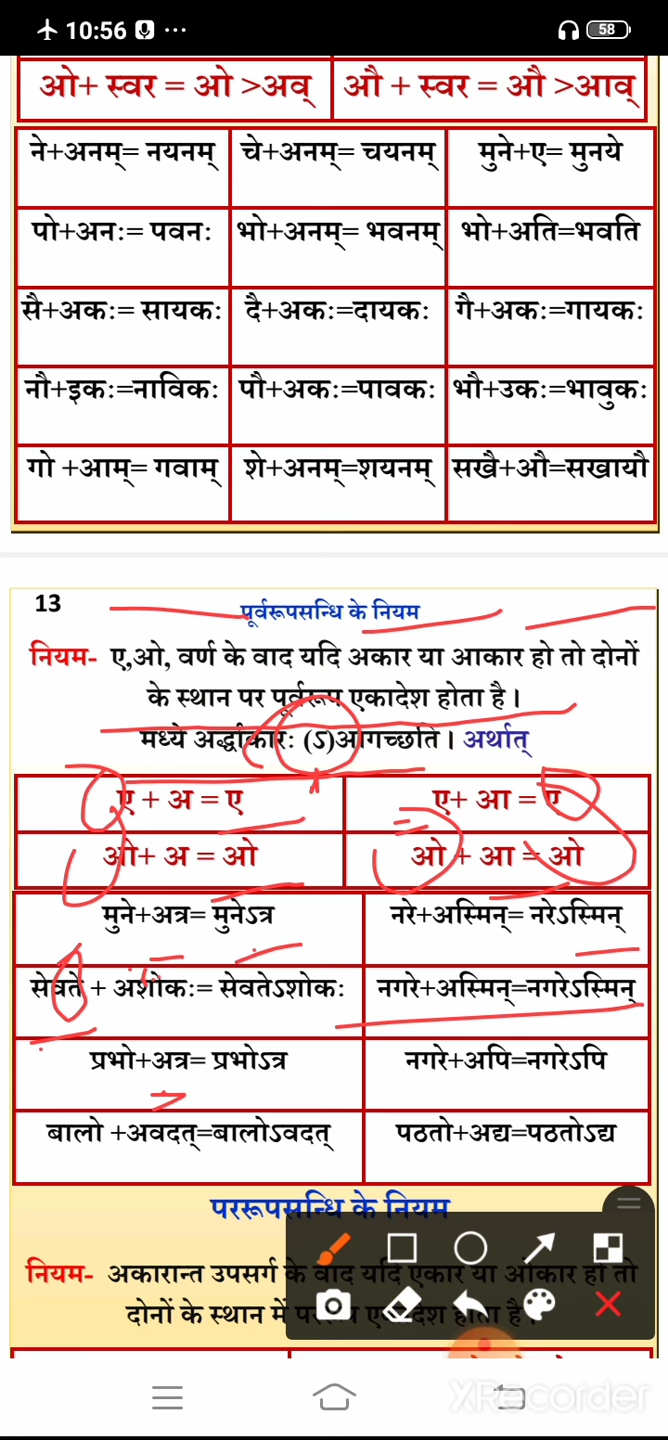 10:56
58
ओ+ स्वर = ओ >अव् औ + स्वर = औ >आव्
ने+अनम्= नयनम् चे+अनम्= चयनम् मुने+ए= मुनये
पो+अनः= पवनः भो+अनम्= भवनम् भो+अति=भवति
सै+अकः= सायकः दै+अकः=दायकः गै+अकः=गायकः
नौ+इकः=नाविकः पौ+अकः=पावकः भौ+उकः=भावुकः
गो +आम्= गवाम् शे+अनम्=शयनम् सखै+औ=सखायौ
13
पूर्वरूपसन्धि के नियम
नियम- ए,ओ, वर्ण के वाद यदि अकार या आकार हो तो दोनों
के स्थान पर पूर्वरूप एकादेश होता है।
मध्ये अर्द्धाकारः (ऽ)आगच्छति। अर्थात्
ए + अ = ए ए+ आ = ए
ओ+ अ = ओ ओ + आ = ओ
मुने+अत्र= मुनेऽत्र नरे+अस्मिन्= नरेऽस्मिन्
सेवते + अशोकः= सेवतेऽशोकः नगरे+अस्मिन्=नगरेऽस्मिन्
प्रभो+अत्र= प्रभोऽत्र नगरे+अपि=नगरेऽपि
बालो +अवदत्=बालोऽवदत् पठतो+अद्य=पठतोऽद्य
पररूपसन्धि के नियम
नियम- अकारान्त उपसर्ग के वाद यदि एकार या ओकार हो तो
दोनों के स्थान में पररूप एकादेश होता है।
XRecorder